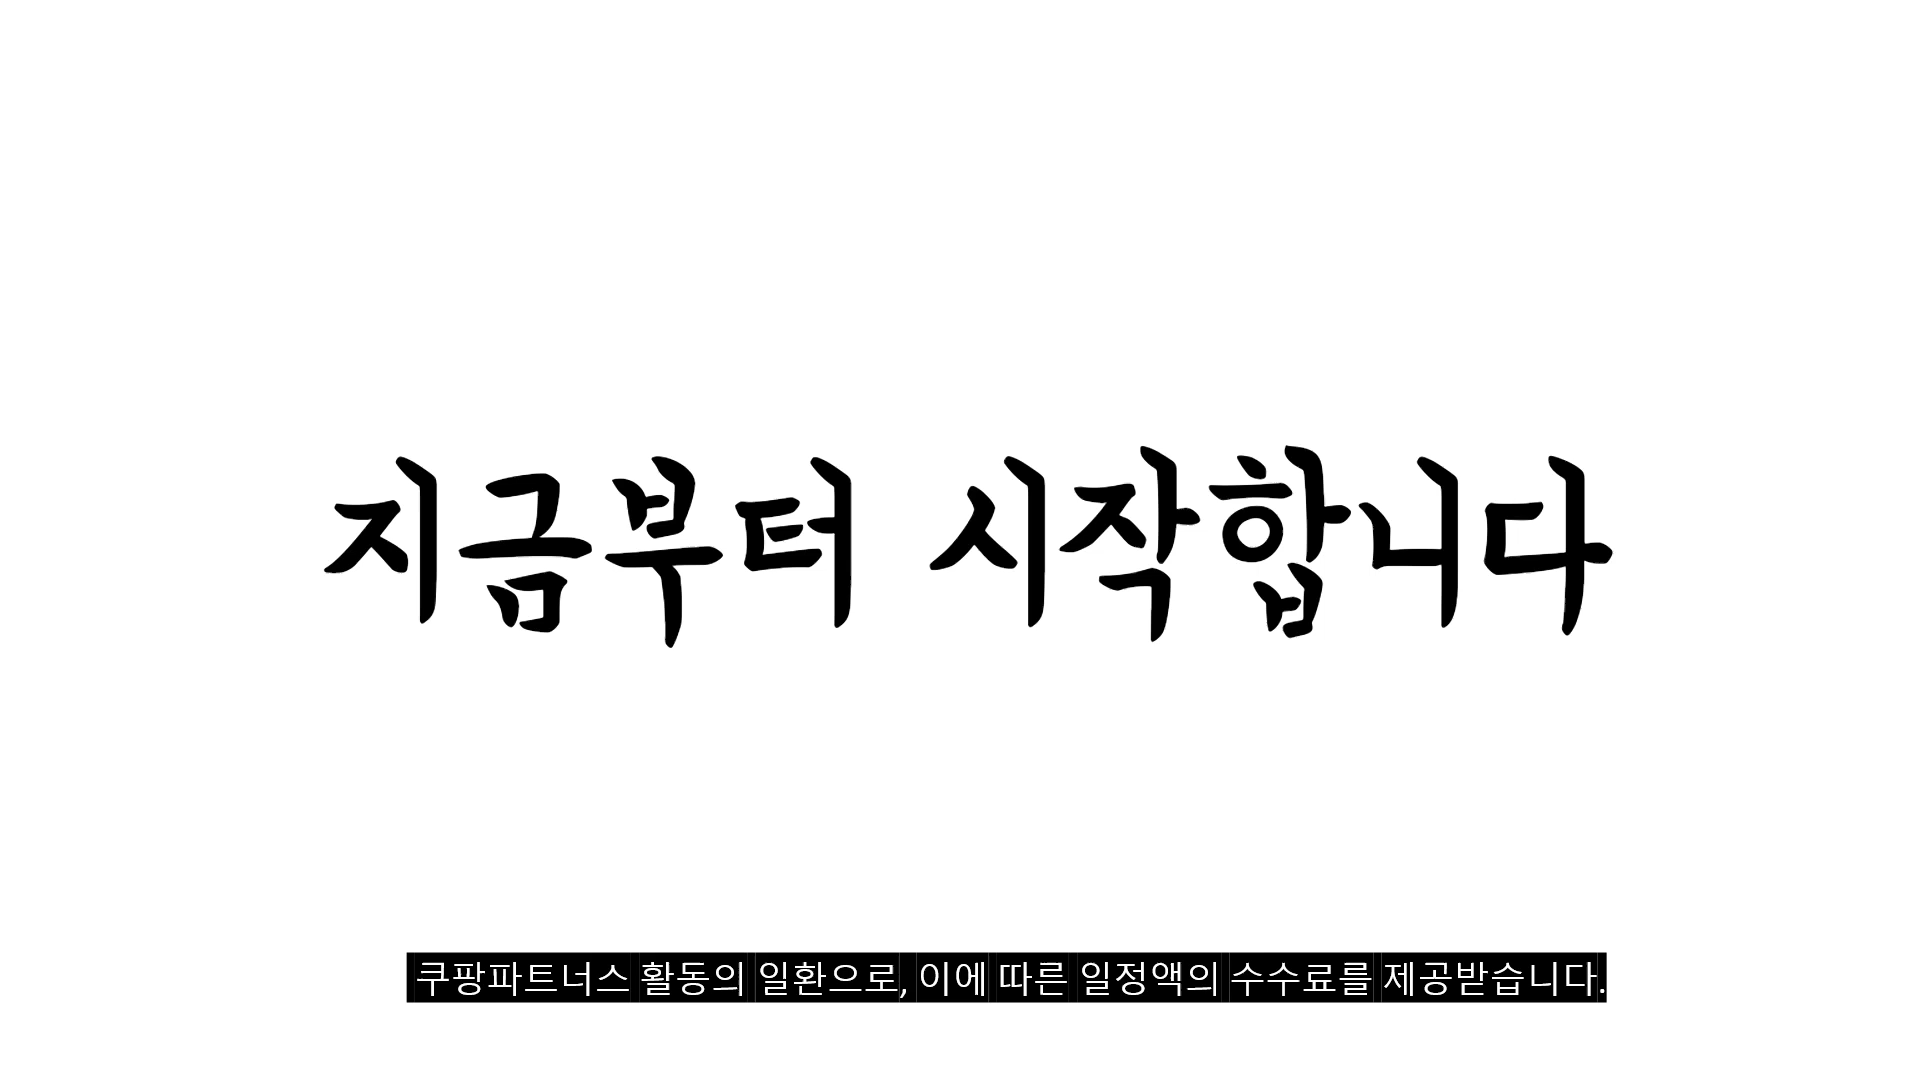 지금부터 시작합니다
쿠팡파트너스 활동의 일환으로, 이에 따른 일정액의 수수료를 제공받습니다.